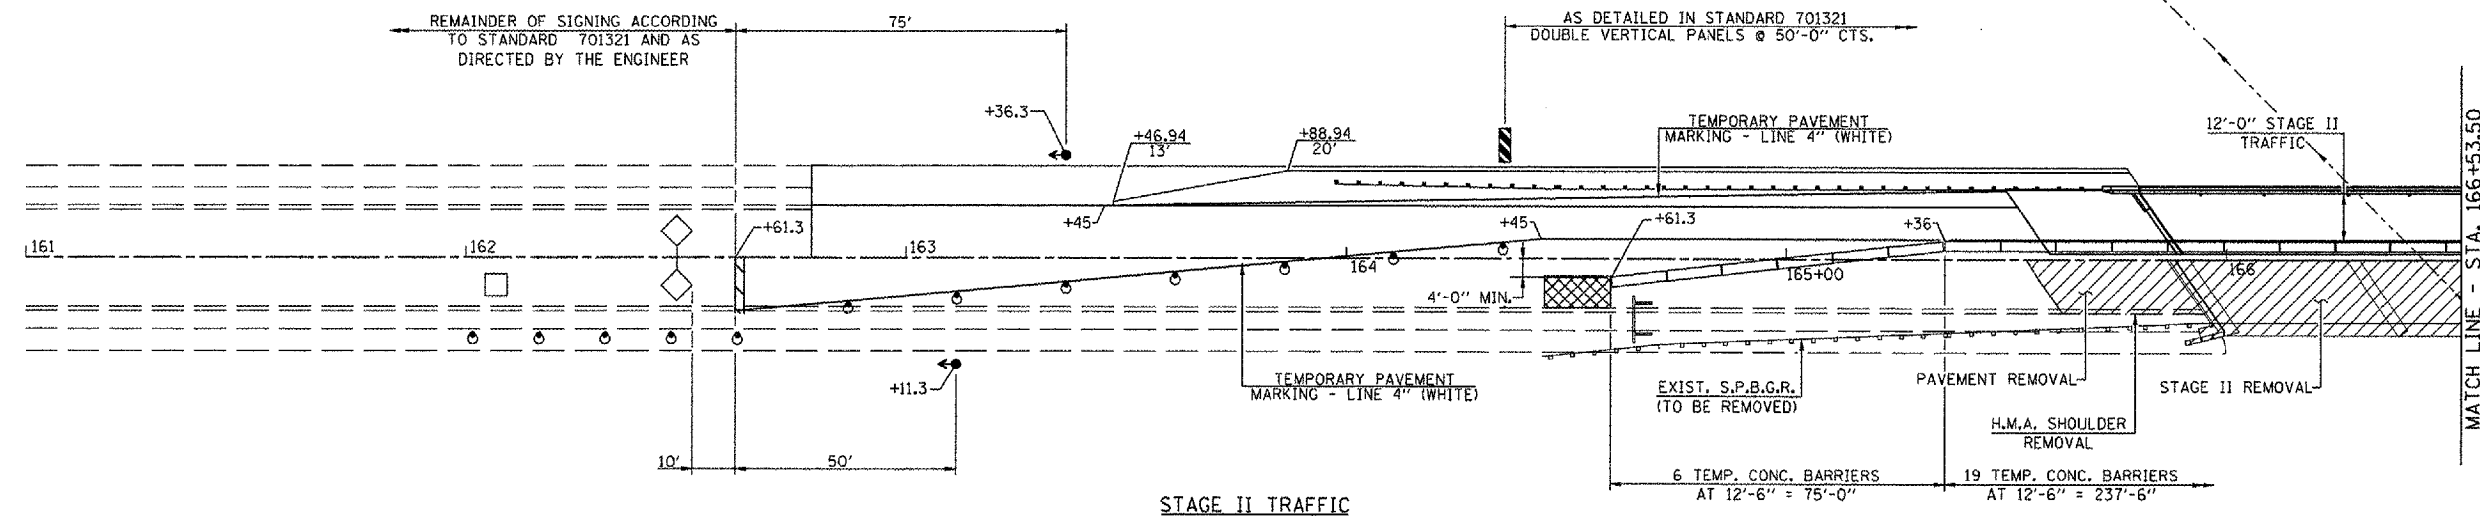 REMAINDER OF SIGNING ACCORDING
TO STANDARD 701321 AND AS
DIRECTED BY THE ENGINEER
75'
AS DETAILED IN STANDARD 701321
DOUBLE VERTICAL PANELS @ 50'-0" CTS.
+36.3
+46.94
13'
+88.94
20'
TEMPORARY PAVEMENT
MARKING - LINE 4" (WHITE)
12'-0" STAGE II
TRAFFIC
MATCH LINE - STA. 166+53.50
+45
+61.3
+45
+61.3
+36
161
162
163
164
165+00
166
4'-0" MIN.
+11.3
TEMPORARY PAVEMENT
MARKING - LINE 4" (WHITE)
EXIST. S.P.B.G.R.
(TO BE REMOVED)
PAVEMENT REMOVAL
STAGE II REMOVAL
H.M.A. SHOULDER
REMOVAL
10'
50'
6 TEMP. CONC. BARRIERS
AT 12'-6" = 75'-0"
19 TEMP. CONC. BARRIERS
AT 12'-6" = 237'-6"
STAGE II TRAFFIC